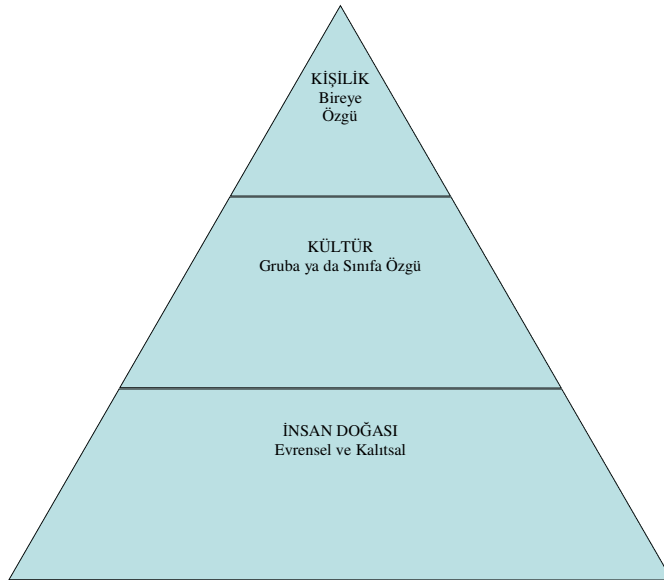 KİŞİLİK
Bireye
Özgü
KÜLTÜR
Gruba ya da Sınıfa Özgü
İNSAN DOĞASI
Evrensel ve Kalıtsal